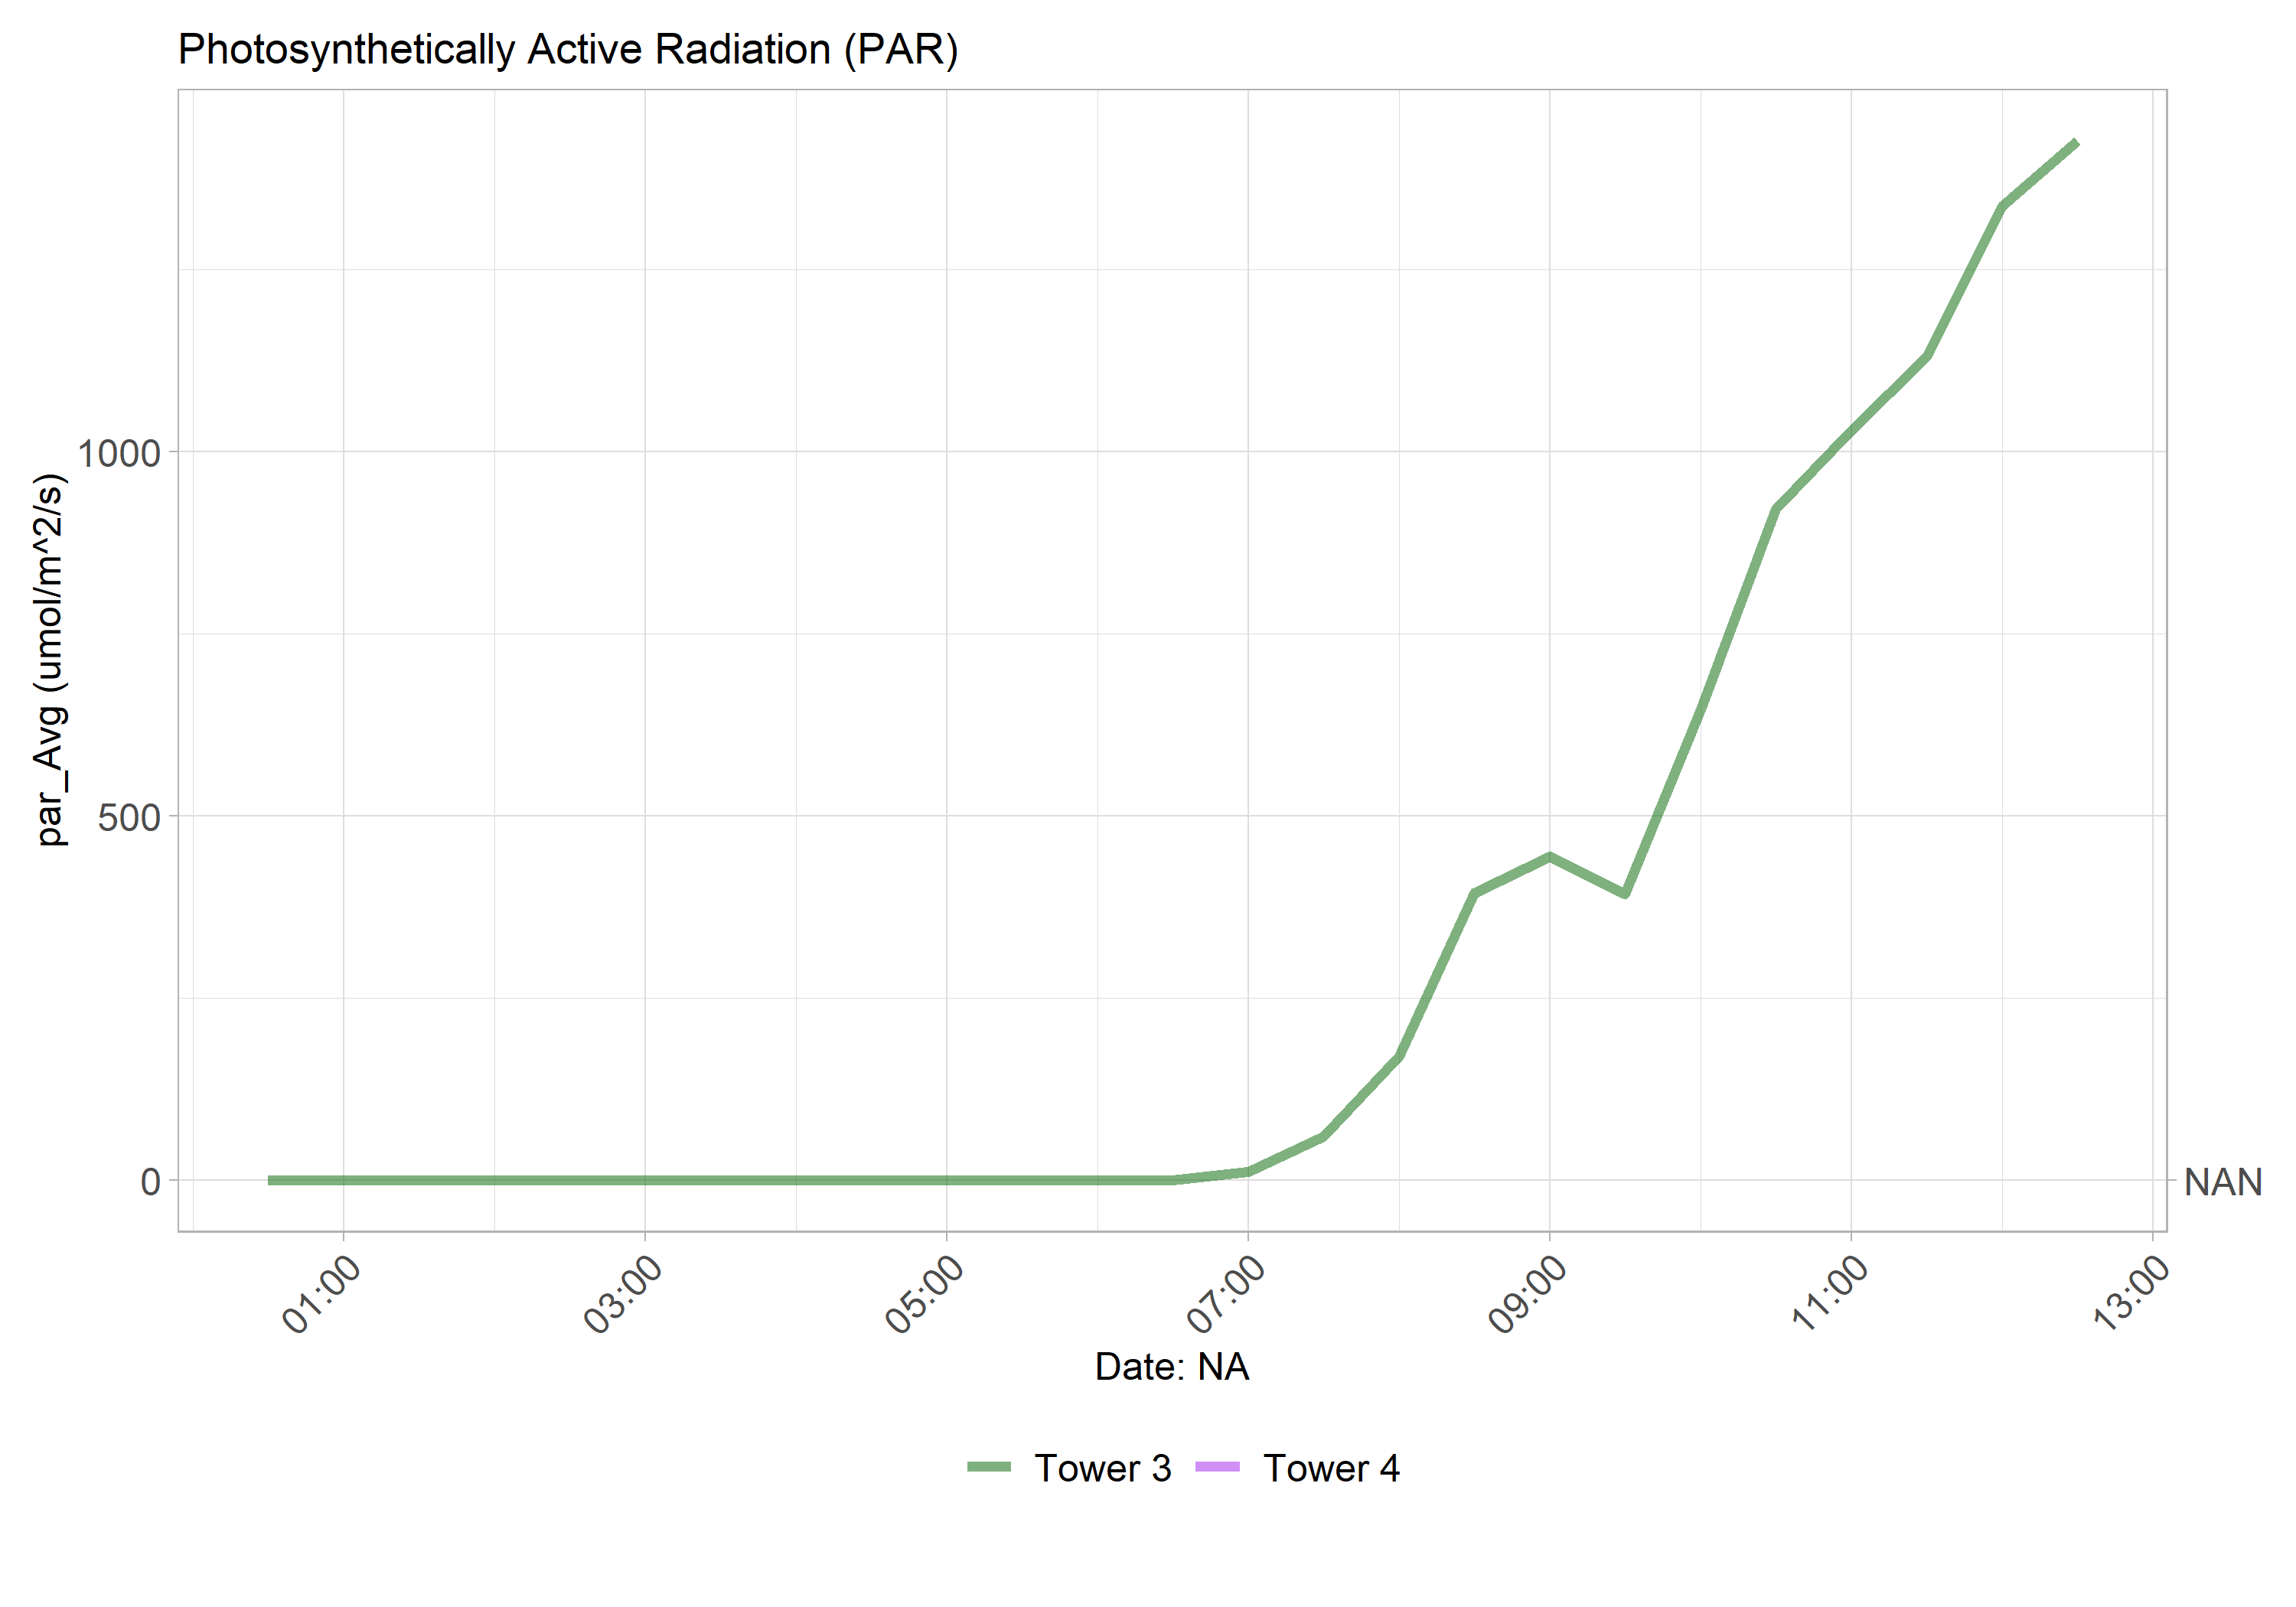 Photosynthetically Active Radiation (PAR)
par_Avg (umol/m^2/s)
1000
500
0
NAN
01:00
03:00
05:00
07:00
09:00
11:00
13:00
Date: NA
Tower 3
Tower 4